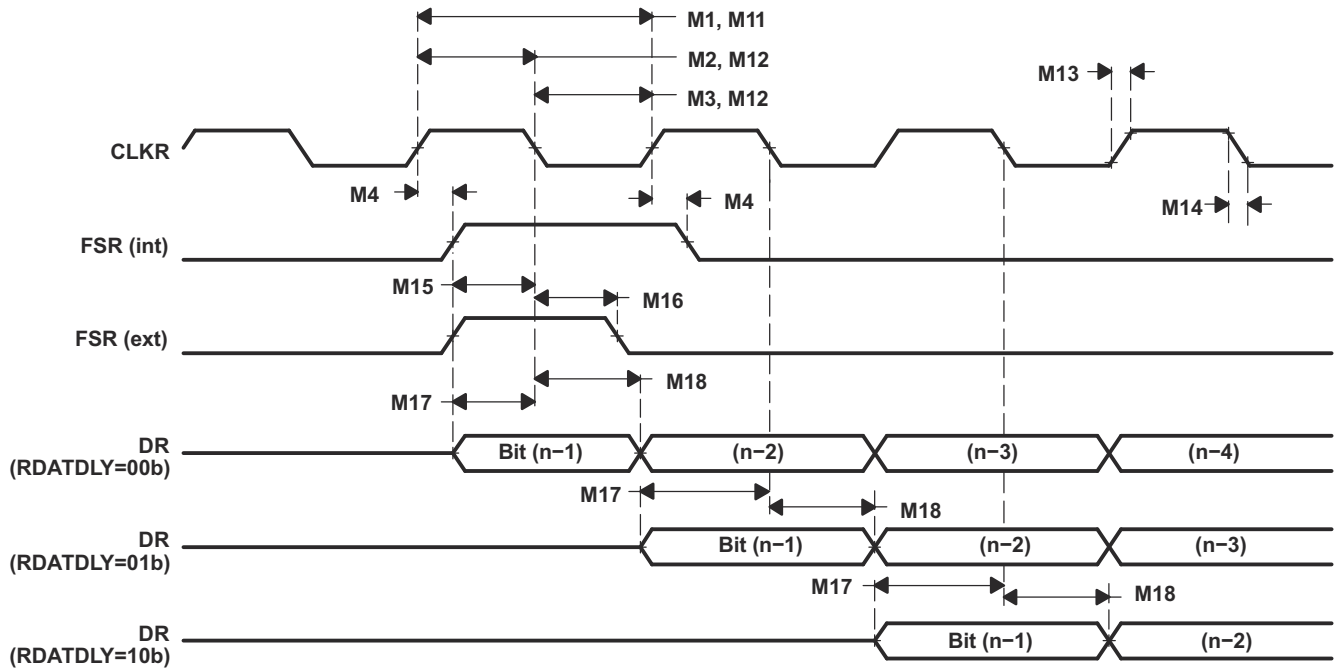 M1, M11
M2, M12
M13
M3, M12
CLKR
M4
M4
M14
FSR (int)
M15
M16
FSR (ext)
M18
M17
DR
(RDATDLY=00b)
Bit (n−1)
(n−2)
(n−3)
(n−4)
M17
M18
DR
(RDATDLY=01b)
Bit (n−1)
(n−2)
(n−3)
M17
M18
DR
(RDATDLY=10b)
Bit (n−1)
(n−2)